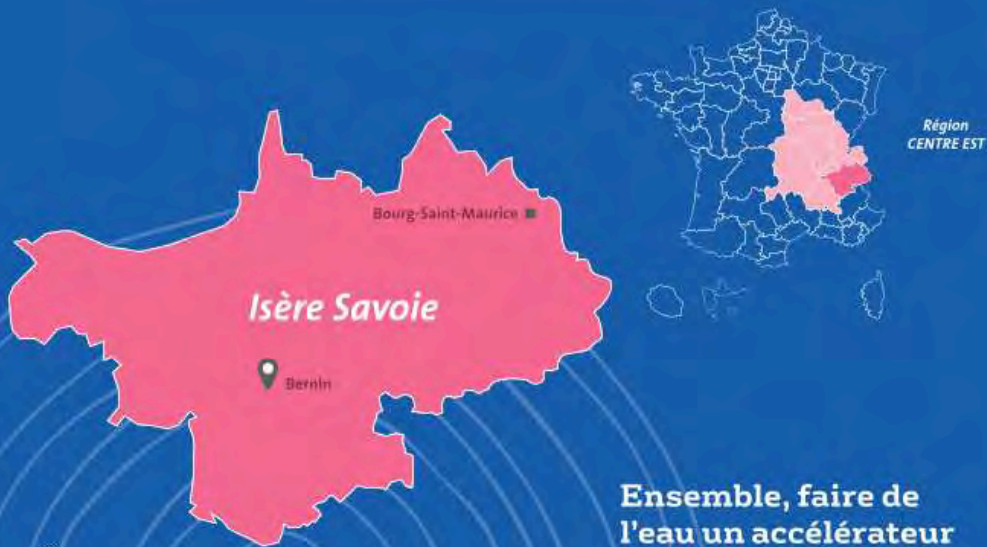 Région
CENTRE EST
Bourg-Saint-Maurice
Isère Savoie
Bernin
Ensemble, faire de
l'eau un accélérateur